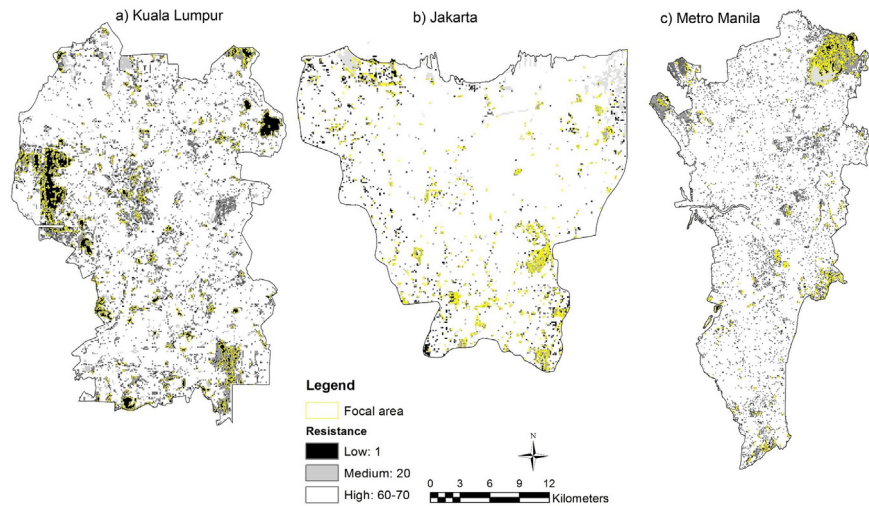 a) Kuala Lumpur
b) Jakarta
c) Metro Manila
Legend
Focal area
Resistance
Low: 1
Medium: 20
High: 60-70
N
0 3 6 9 12
Kilometers